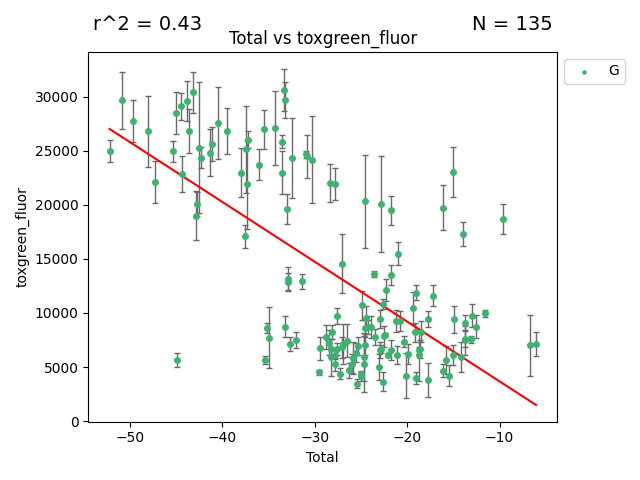 r^2 = 0.43
N = 135
Total vs toxgreen_fluor
G
30000
25000
20000
15000
10000
5000
0
toxgreen_fluor
−50
−40
−30
−20
−10
Total